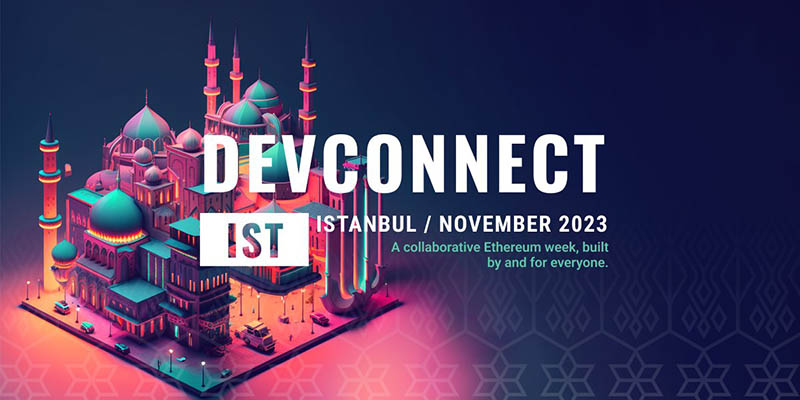 DEVCONNECT
IST
ISTANBUL / NOVEMBER 2023
A collaborative Ethereum week, built
by and for everyone.